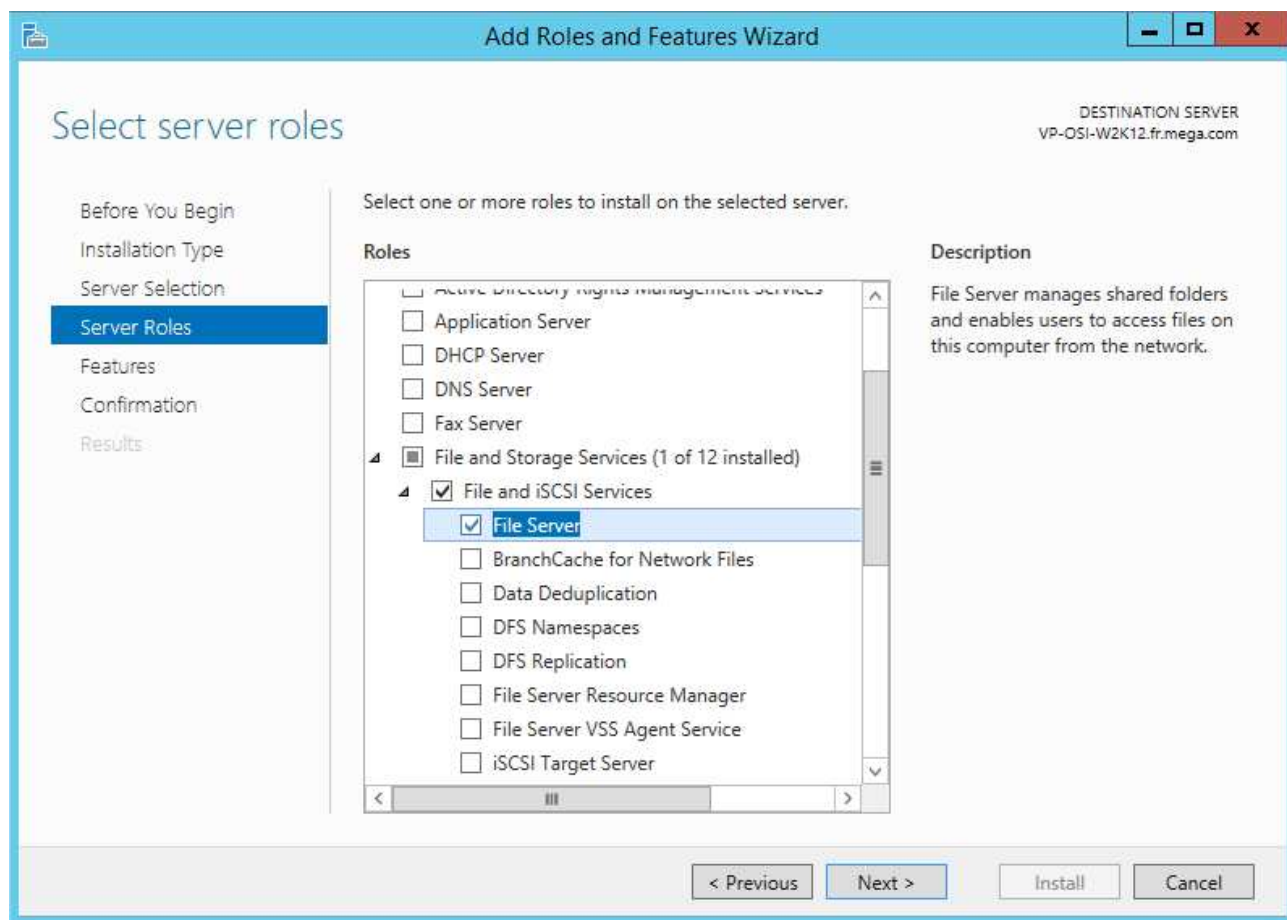 Add Roles and Features Wizard
Select server roles
DESTINATION SERVER
VP-OSI-W2K12.fr.mega.com
Before You Begin
Installation Type
Server Selection
Server Roles
Features
Confirmation
Results
Select one or more roles to install on the selected server.
Roles
Active Directory Rights Management Services
Application Server
DHCP Server
DNS Server
Fax Server
File and Storage Services (1 of 12 installed)
File and iSCSI Services
File Server
BranchCache for Network Files
Data Deduplication
DFS Namespaces
DFS Replication
File Server Resource Manager
File Server VSS Agent Service
iSCSI Target Server
Description
File Server manages shared folders
and enables users to access files on
this computer from the network.
< Previous
Next >
Install
Cancel